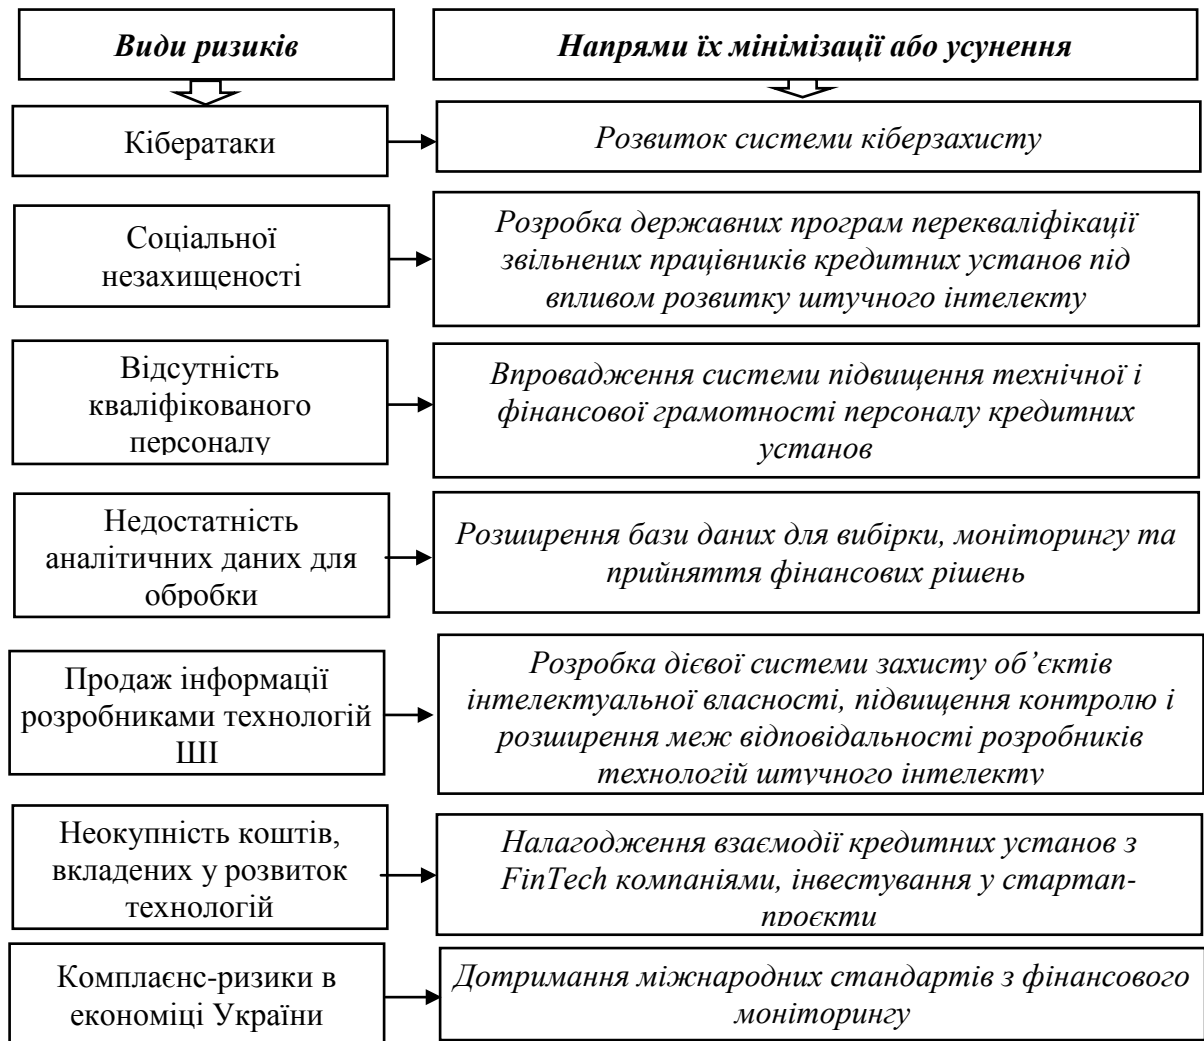 Види ризиків
Напрями їх мінімізації або усунення
Кібератаки
Розвиток системи кіберзахисту
Соціальної
незахищеності
Розробка державних програм перекваліфікації
звільнених працівників кредитних установ під
впливом розвитку штучного інтелекту
Відсутність
кваліфікованого
персоналу
Впровадження системи підвищення технічної і
фінансової грамотності персоналу кредитних
установ
Недостатність
аналітичних даних для
обробки
Розширення бази даних для вибірки, моніторингу та
прийняття фінансових рішень
Продаж інформації
розробниками технологій
ШІ
Розробка дієвої системи захисту об’єктів
інтелектуальної власності, підвищення контролю і
розширення меж відповідальності розробників
технологій штучного інтелекту
Неокупність коштів,
вкладених у розвиток
технологій
Налагодження взаємодії кредитних установ з
FinTech компаніями, інвестування у стартап-
проєкти
Комплаєнс-ризики в
економіці України
Дотримання міжнародних стандартів з фінансового
моніторингу